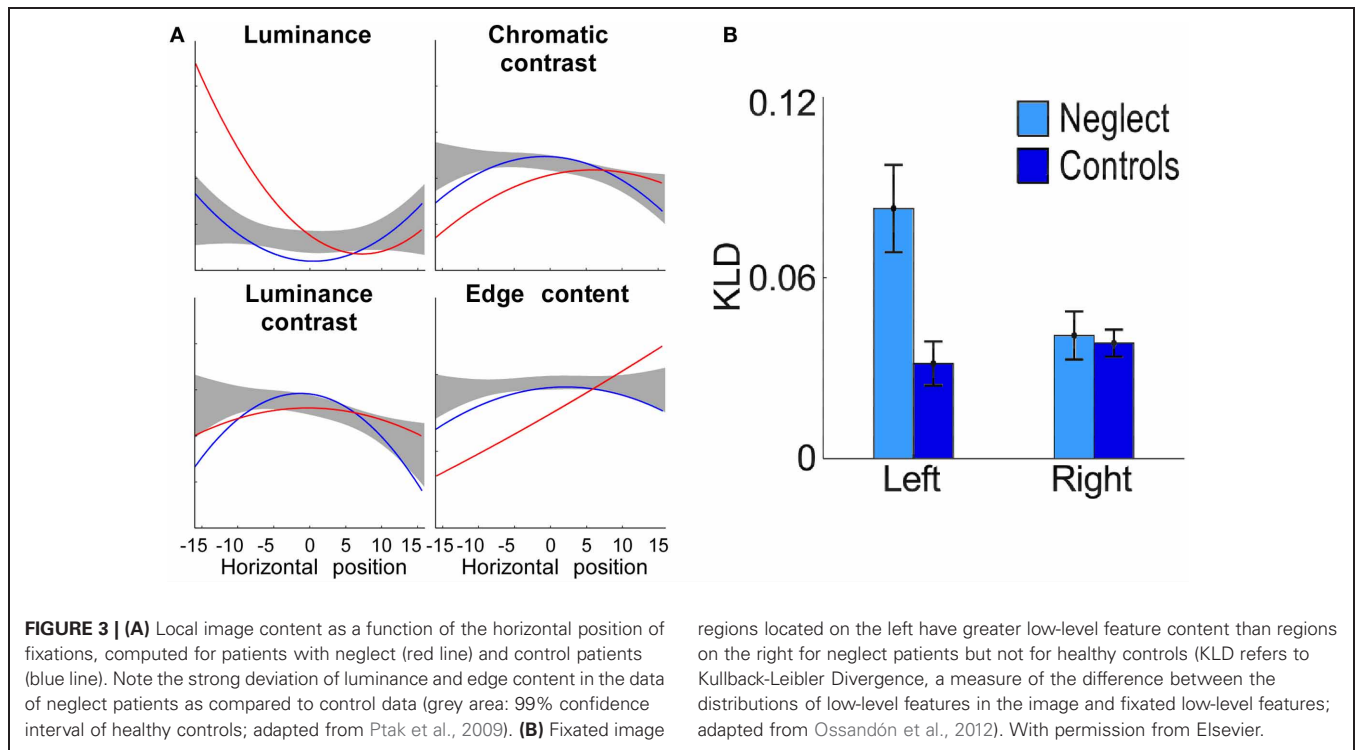 A
Luminance
Chromatic
contrast
Luminance
contrast
Edge content
-15 -10 -5 0 5 10 15
Horizontal position
-15 -10 -5 0 5 10 15
Horizontal position
B
0.12
0.06
0
KLD
Neglect
Controls
Left
Right
FIGURE 3 | (A) Local image content as a function of the horizontal position of
fixations, computed for patients with neglect (red line) and control patients
(blue line). Note the strong deviation of luminance and edge content in the data
of neglect patients as compared to control data (grey area: 99% confidence
interval of healthy controls; adapted from Ptak et al., 2009). (B) Fixated image
regions located on the left have greater low-level feature content than regions
on the right for neglect patients but not for healthy controls (KLD refers to
Kullback-Leibler Divergence, a measure of the difference between the
distributions of low-level features in the image and fixated low-level features;
adapted from Ossandón et al., 2012). With permission from Elsevier.